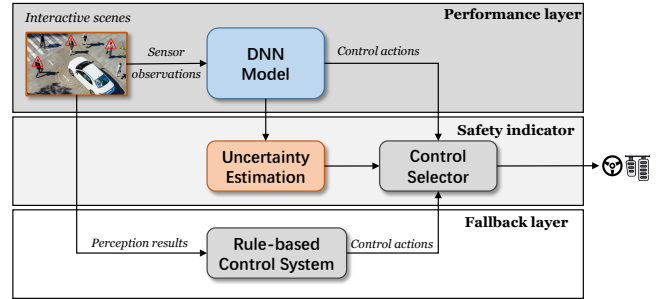 Performance layer
Interactive scenes
Sensor
observations
DNN
Model
Control actions
Safety indicator
Uncertainty
Estimation
Control
Selector
Fallback layer
Perception results
Rule-based
Control System
Control actions